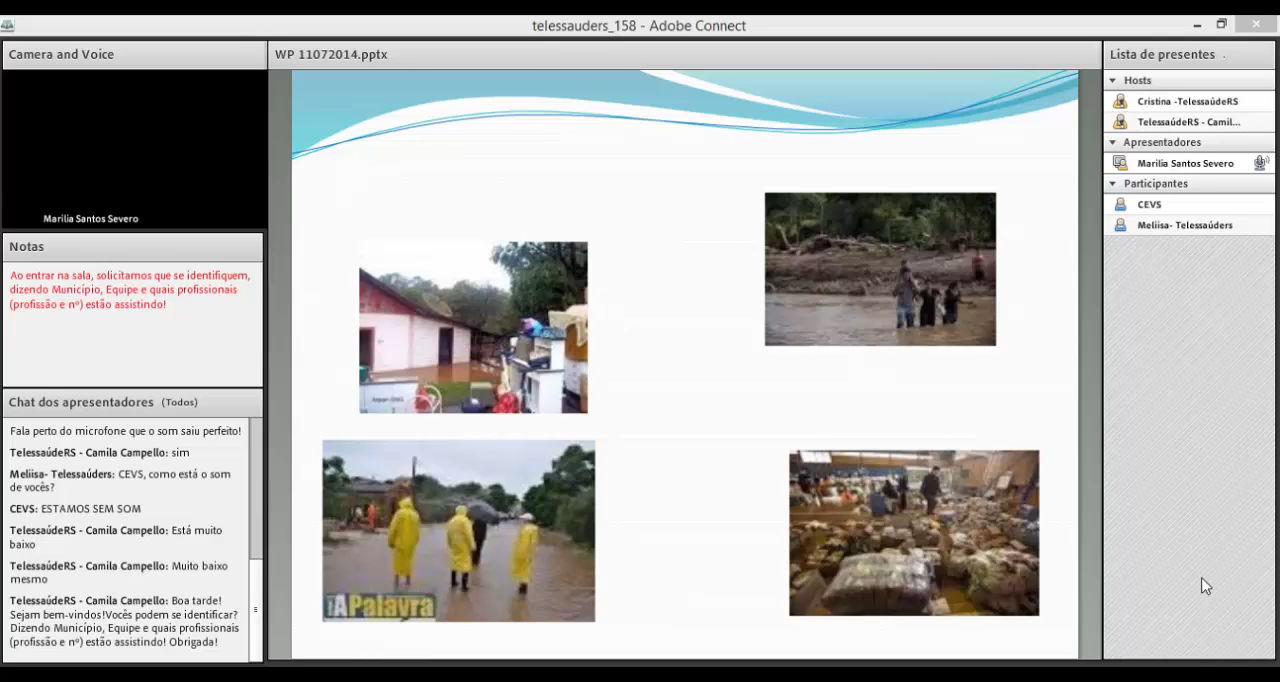 telessauders_158 - Adobe Connect
Camera and Voice
Marilia Santos Severo
Notas
Ao entrar na sala, solicitamos que se identifiquem,
dizendo Município, Equipe e quais profissionais
(profissão e nº) estão assistindo!
Chat dos apresentadores (Todos)
Fala perto do microfone que o som saiu perfeito!
TelessaúdeRS - Camila Campello: sim
Meliisa- Telessaúders: CEVS, como está o som
de vocês?
CEVS: ESTAMOS SEM SOM
TelessaúdeRS - Camila Campello: Está muito
baixo
TelessaúdeRS - Camila Campello: Muito baixo
mesmo
TelessaúdeRS - Camila Campello: Boa tarde!
Sejam bem-vindos!Vocês podem se identificar?
Dizendo Município, Equipe e quais profissionais
(profissão e nº) estão assistindo! Obrigada!
WP 11072014.pptx
APalavra
Lista de presentes
Hosts
Cristina -TelessaúdeRS
TelessaúdeRS - Camil...
Apresentadores
Marilia Santos Severo
Participantes
CEVS
Meliisa- Telessaúders